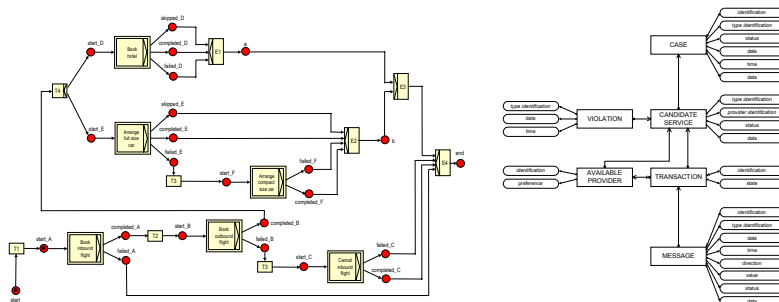 skipped_D
start_D
Book
hotel
completed_D
failed_D
E1
a
T4
E3
skipped_E
start_E
Arrange
full size
car
completed_E
failed_E
E2
b
T3
start_F
Arrange
compact
size car
failed_F
completed_F
E4
end
T1
start_A
Book
inbound
flight
completed_A
failed_A
T2
start_B
Book
outbound
flight
completed_B
failed_B
T3
start_C
Cancel
inbound
flight
failed_C
completed_C
start
CASE
identification
type identification
status
date
time
data
VIOLATION
type identification
date
time
CANDIDATE
SERVICE
type identification
provider identification
status
data
AVAILABLE
PROVIDER
identification
preference
TRANSACTION
identification
state
MESSAGE
identification
type identification
date
time
direction
value
status
data